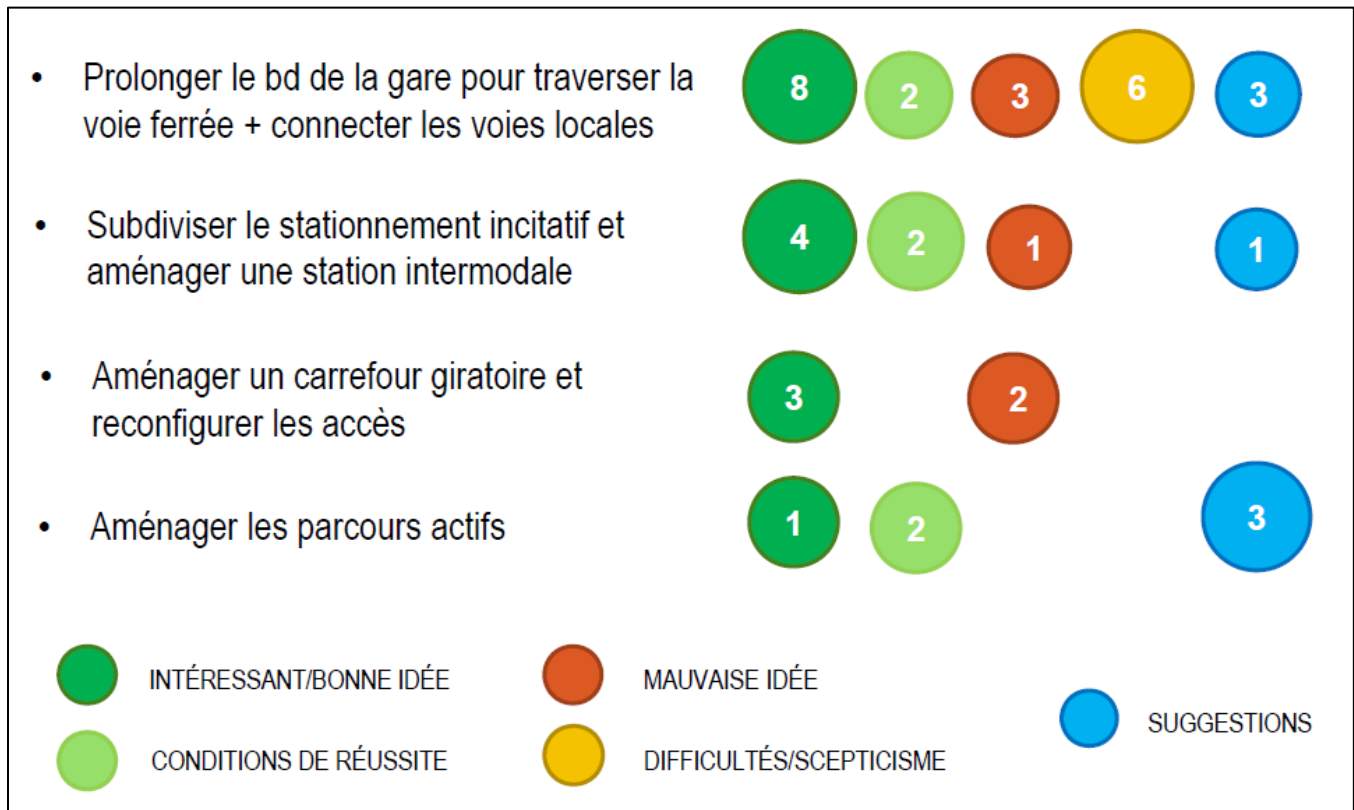 • Prolonger le bd de la gare pour traverser la
voie ferrée + connecter les voies locales
8 2 3 6 3
• Subdiviser le stationnement incitatif et
aménager une station intermodale
4 2 1 1
• Aménager un carrefour giratoire et
reconfigurer les accès
3 2
• Aménager les parcours actifs
1 2 3
INTÉRESSANT/BONNE IDÉE
MAUVAISE IDÉE
SUGGESTIONS
CONDITIONS DE RÉUSSITE
DIFFICULTÉS/SCEPTICISME